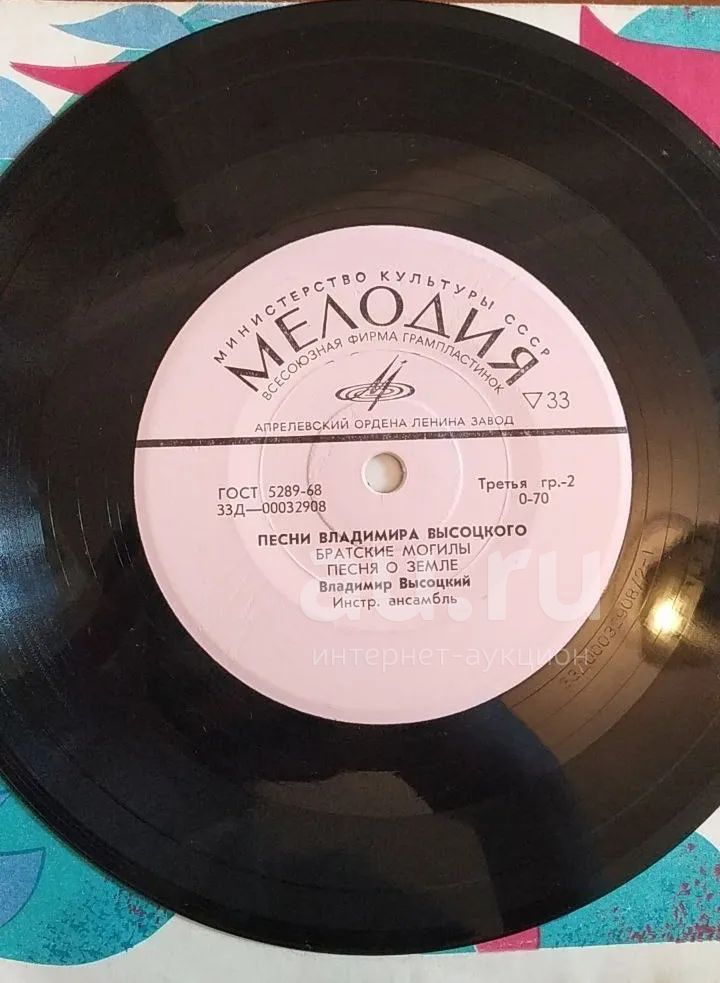 МИНИСТЕРСТВО КУЛЬТУРЫ СССР
МЕЛОДИЯ
ВСЕСОЮЗНАЯ ФИРМА ГРАМПЛАСТИНОК
▽33
АПРЕЛЕВСКИЙ ОРДЕНА ЛЕНИНА ЗАВОД
ГОСТ 5289-68
33Д—00032908
Третья гр.-2
0-70
ПЕСНИ ВЛАДИМИРА ВЫСОЦКОГО
БРАТСКИЕ МОГИЛЫ
ПЕСНЯ О ЗЕМЛЕ
Владимир Высоцкий
Инстр. ансамбль
au.ru
интернет-аукцион